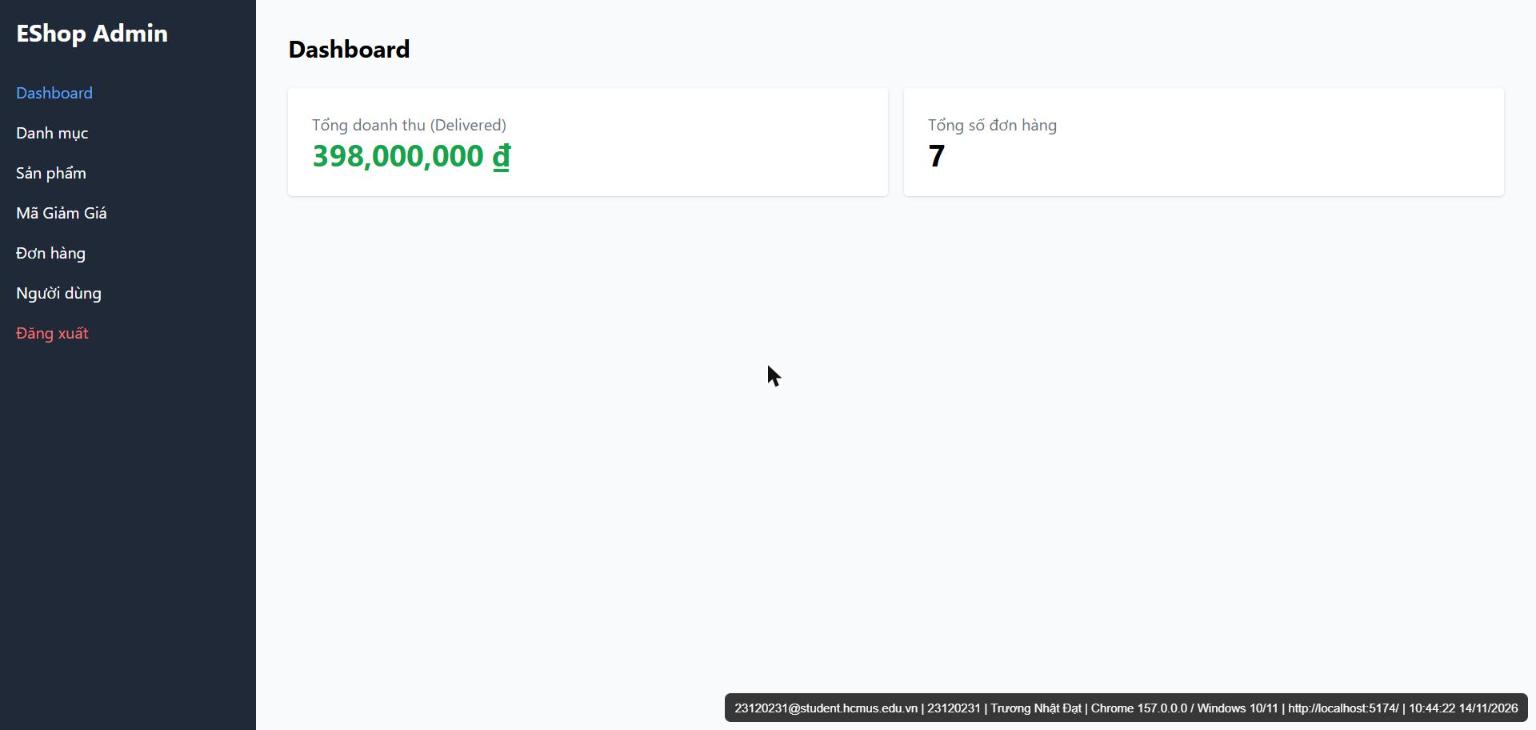 EShop Admin
Dashboard
Danh mục
Sản phẩm
Mã Giảm Giá
Đơn hàng
Người dùng
Đăng xuất
Dashboard
Tổng doanh thu (Delivered)
398,000,000 ₫
Tổng số đơn hàng
7
23120231@student.hcmus.edu.vn | 23120231 | Trương Nhật Đạt | Chrome 157.0.0.0 / Windows 10/11 | http://localhost:5174/ | 10:44:22 14/11/2026